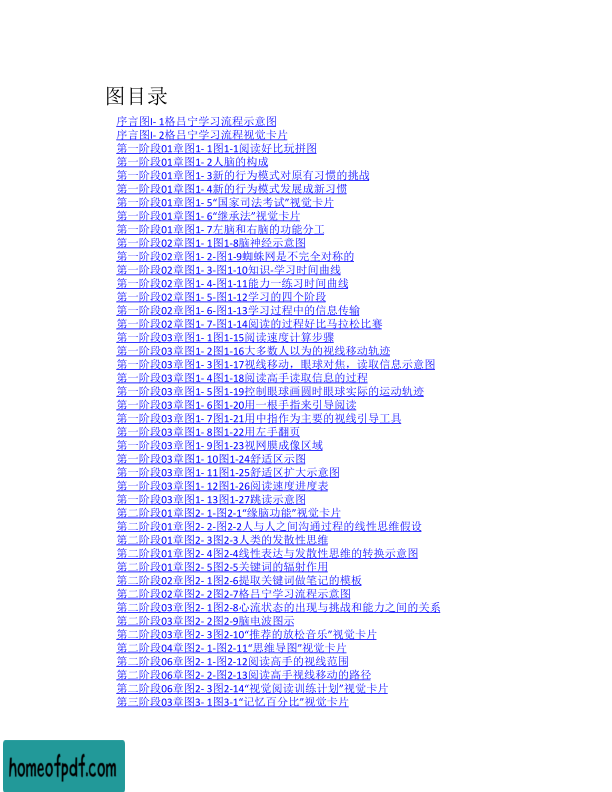 图目录
序言图I- 1格吕宁学习流程示意图
序言图I- 2格吕宁学习流程视觉卡片
第一阶段01章图1- 1图1-1阅读好比玩拼图
第一阶段01章图1- 2人脑的构成
第一阶段01章图1- 3新的行为模式对原有习惯的挑战
第一阶段01章图1- 4新的行为模式发展成新习惯
第一阶段01章图1- 5“国家司法考试”视觉卡片
第一阶段01章图1- 6“继承法”视觉卡片
第一阶段01章图1- 7左脑和右脑的功能分工
第一阶段02章图1- 1图1-8脑神经示意图
第一阶段02章图1- 2-图1-9蜘蛛网是不完全对称的
第一阶段02章图1- 3-图1-10知识-学习时间曲线
第一阶段02章图1- 4-图1-11能力一练习时间曲线
第一阶段02章图1- 5-图1-12学习的四个阶段
第一阶段02章图1- 6-图1-13学习过程中的信息传输
第一阶段02章图1- 7-图1-14阅读的过程好比马拉松比赛
第一阶段03章图1- 1图1-15阅读速度计算步骤
第一阶段03章图1- 2图1-16大多数人以为的视线移动轨迹
第一阶段03章图1- 3图1-17视线移动，眼球对焦，读取信息示意图
第一阶段03章图1- 4图1-18阅读高手读取信息的过程
第一阶段03章图1- 5图1-19控制眼球画圆时眼球实际的运动轨迹
第一阶段03章图1- 6图1-20用一根手指来引导阅读
第一阶段03章图1- 7图1-21用中指作为主要的视线引导工具
第一阶段03章图1- 8图1-22用左手翻页
第一阶段03章图1- 9图1-23视网膜成像区域
第一阶段03章图1- 10图1-24舒适区示图
第一阶段03章图1- 11图1-25舒适区扩大示意图
第一阶段03章图1- 12图1-26阅读速度进度表
第一阶段03章图1- 13图1-27跳读示意图
第二阶段01章图2- 1-图2-1“缘脑功能”视觉卡片
第二阶段01章图2- 2-图2-2人与人之间沟通过程的线性思维假设
第二阶段01章图2- 3图2-3人类的发散性思维
第二阶段01章图2- 4图2-4线性表达与发散性思维的转换示意图
第二阶段01章图2- 5图2-5关键词的辐射作用
第二阶段02章图2- 1图2-6提取关键词做笔记的模板
第二阶段02章图2- 2图2-7格吕宁学习流程示意图
第二阶段03章图2- 1图2-8心流状态的出现与挑战和能力之间的关系
第二阶段03章图2- 2图2-9脑电波图示
第二阶段03章图2- 3图2-10“推荐的放松音乐”视觉卡片
第二阶段04章图2- 1-图2-11“思维导图”视觉卡片
第二阶段06章图2- 1-图2-12阅读高手的视线范围
第二阶段06章图2- 2-图2-13阅读高手视线移动的路径
第二阶段06章图2- 3图2-14“视觉阅读训练计划”视觉卡片
第三阶段03章图3- 1图3-1“记忆百分比”视觉卡片
homeofpdf.com